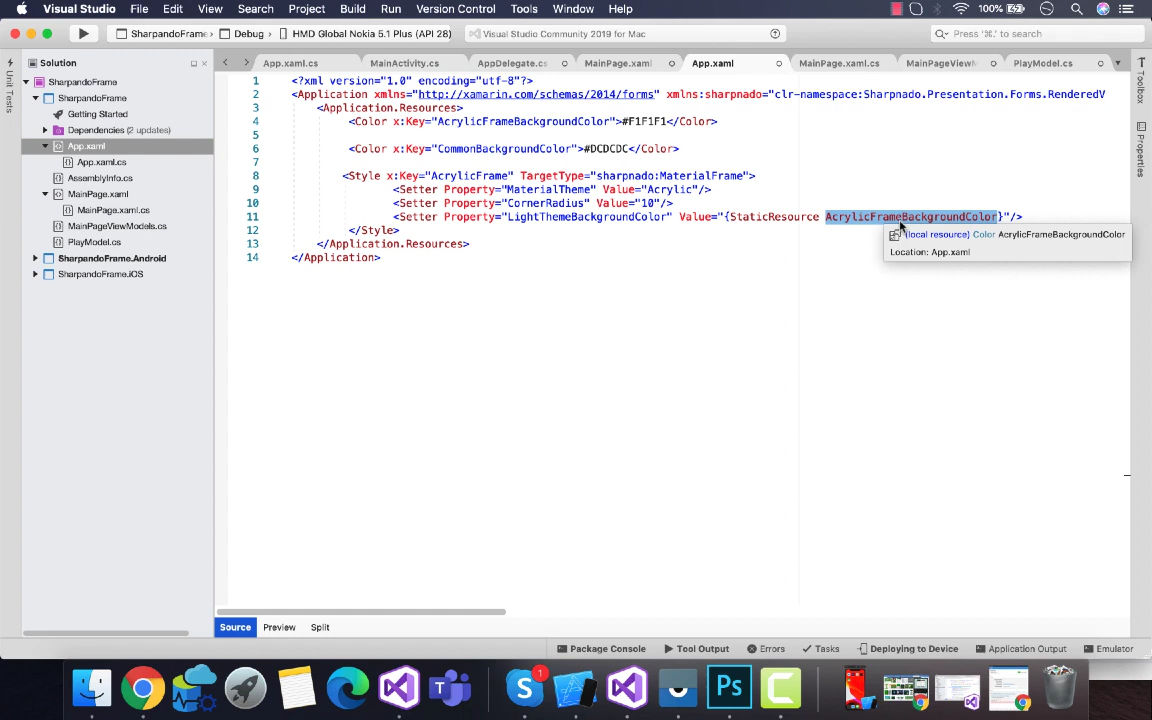 Visual Studio File Edit View Search Project Build Run Version Control Tools Window Help 100%
SharpandoFrame Debug HMD Global Nokia 5.1 Plus (API 28) Visual Studio Community 2019 for Mac Press '⌘.' to search
Unit Tests
Solution
SharpandoFrame
SharpandoFrame
Getting Started
Dependencies (2 updates)
App.xaml
App.xaml.cs
AssemblyInfo.cs
MainPage.xaml
MainPage.xaml.cs
MainPageViewModels.cs
PlayModel.cs
SharpandoFrame.Android
SharpandoFrame.iOS
App.xaml.cs MainActivity.cs AppDelegate.cs MainPage.xaml App.xaml MainPage.xaml.cs MainPageViewM PlayModel.cs
1 <?xml version="1.0" encoding="utf-8"?>
2 <Application xmlns="http://xamarin.com/schemas/2014/forms" xmlns:sharpnado="clr-namespace:Sharpnado.Presentation.Forms.RenderedV
3 <Application.Resources>
4 <Color x:Key="AcrylicFrameBackgroundColor">#F1F1F1</Color>
5
6 <Color x:Key="CommonBackgroundColor">#DCDCDC</Color>
7
8 <Style x:Key="AcrylicFrame" TargetType="sharpnado:MaterialFrame">
9 <Setter Property="MaterialTheme" Value="Acrylic"/>
10 <Setter Property="CornerRadius" Value="10"/>
11 <Setter Property="LightThemeBackgroundColor" Value="{StaticResource AcrylicFrameBackgroundColor}"/>
12 </Style>
13 </Application.Resources>
14 </Application>
(local resource) Color AcrylicFrameBackgroundColor
Location: App.xaml
Toolbox
Properties
Source Preview Split
Package Console Tool Output Errors Tasks Deploying to Device Application Output Emulator
1
Ps